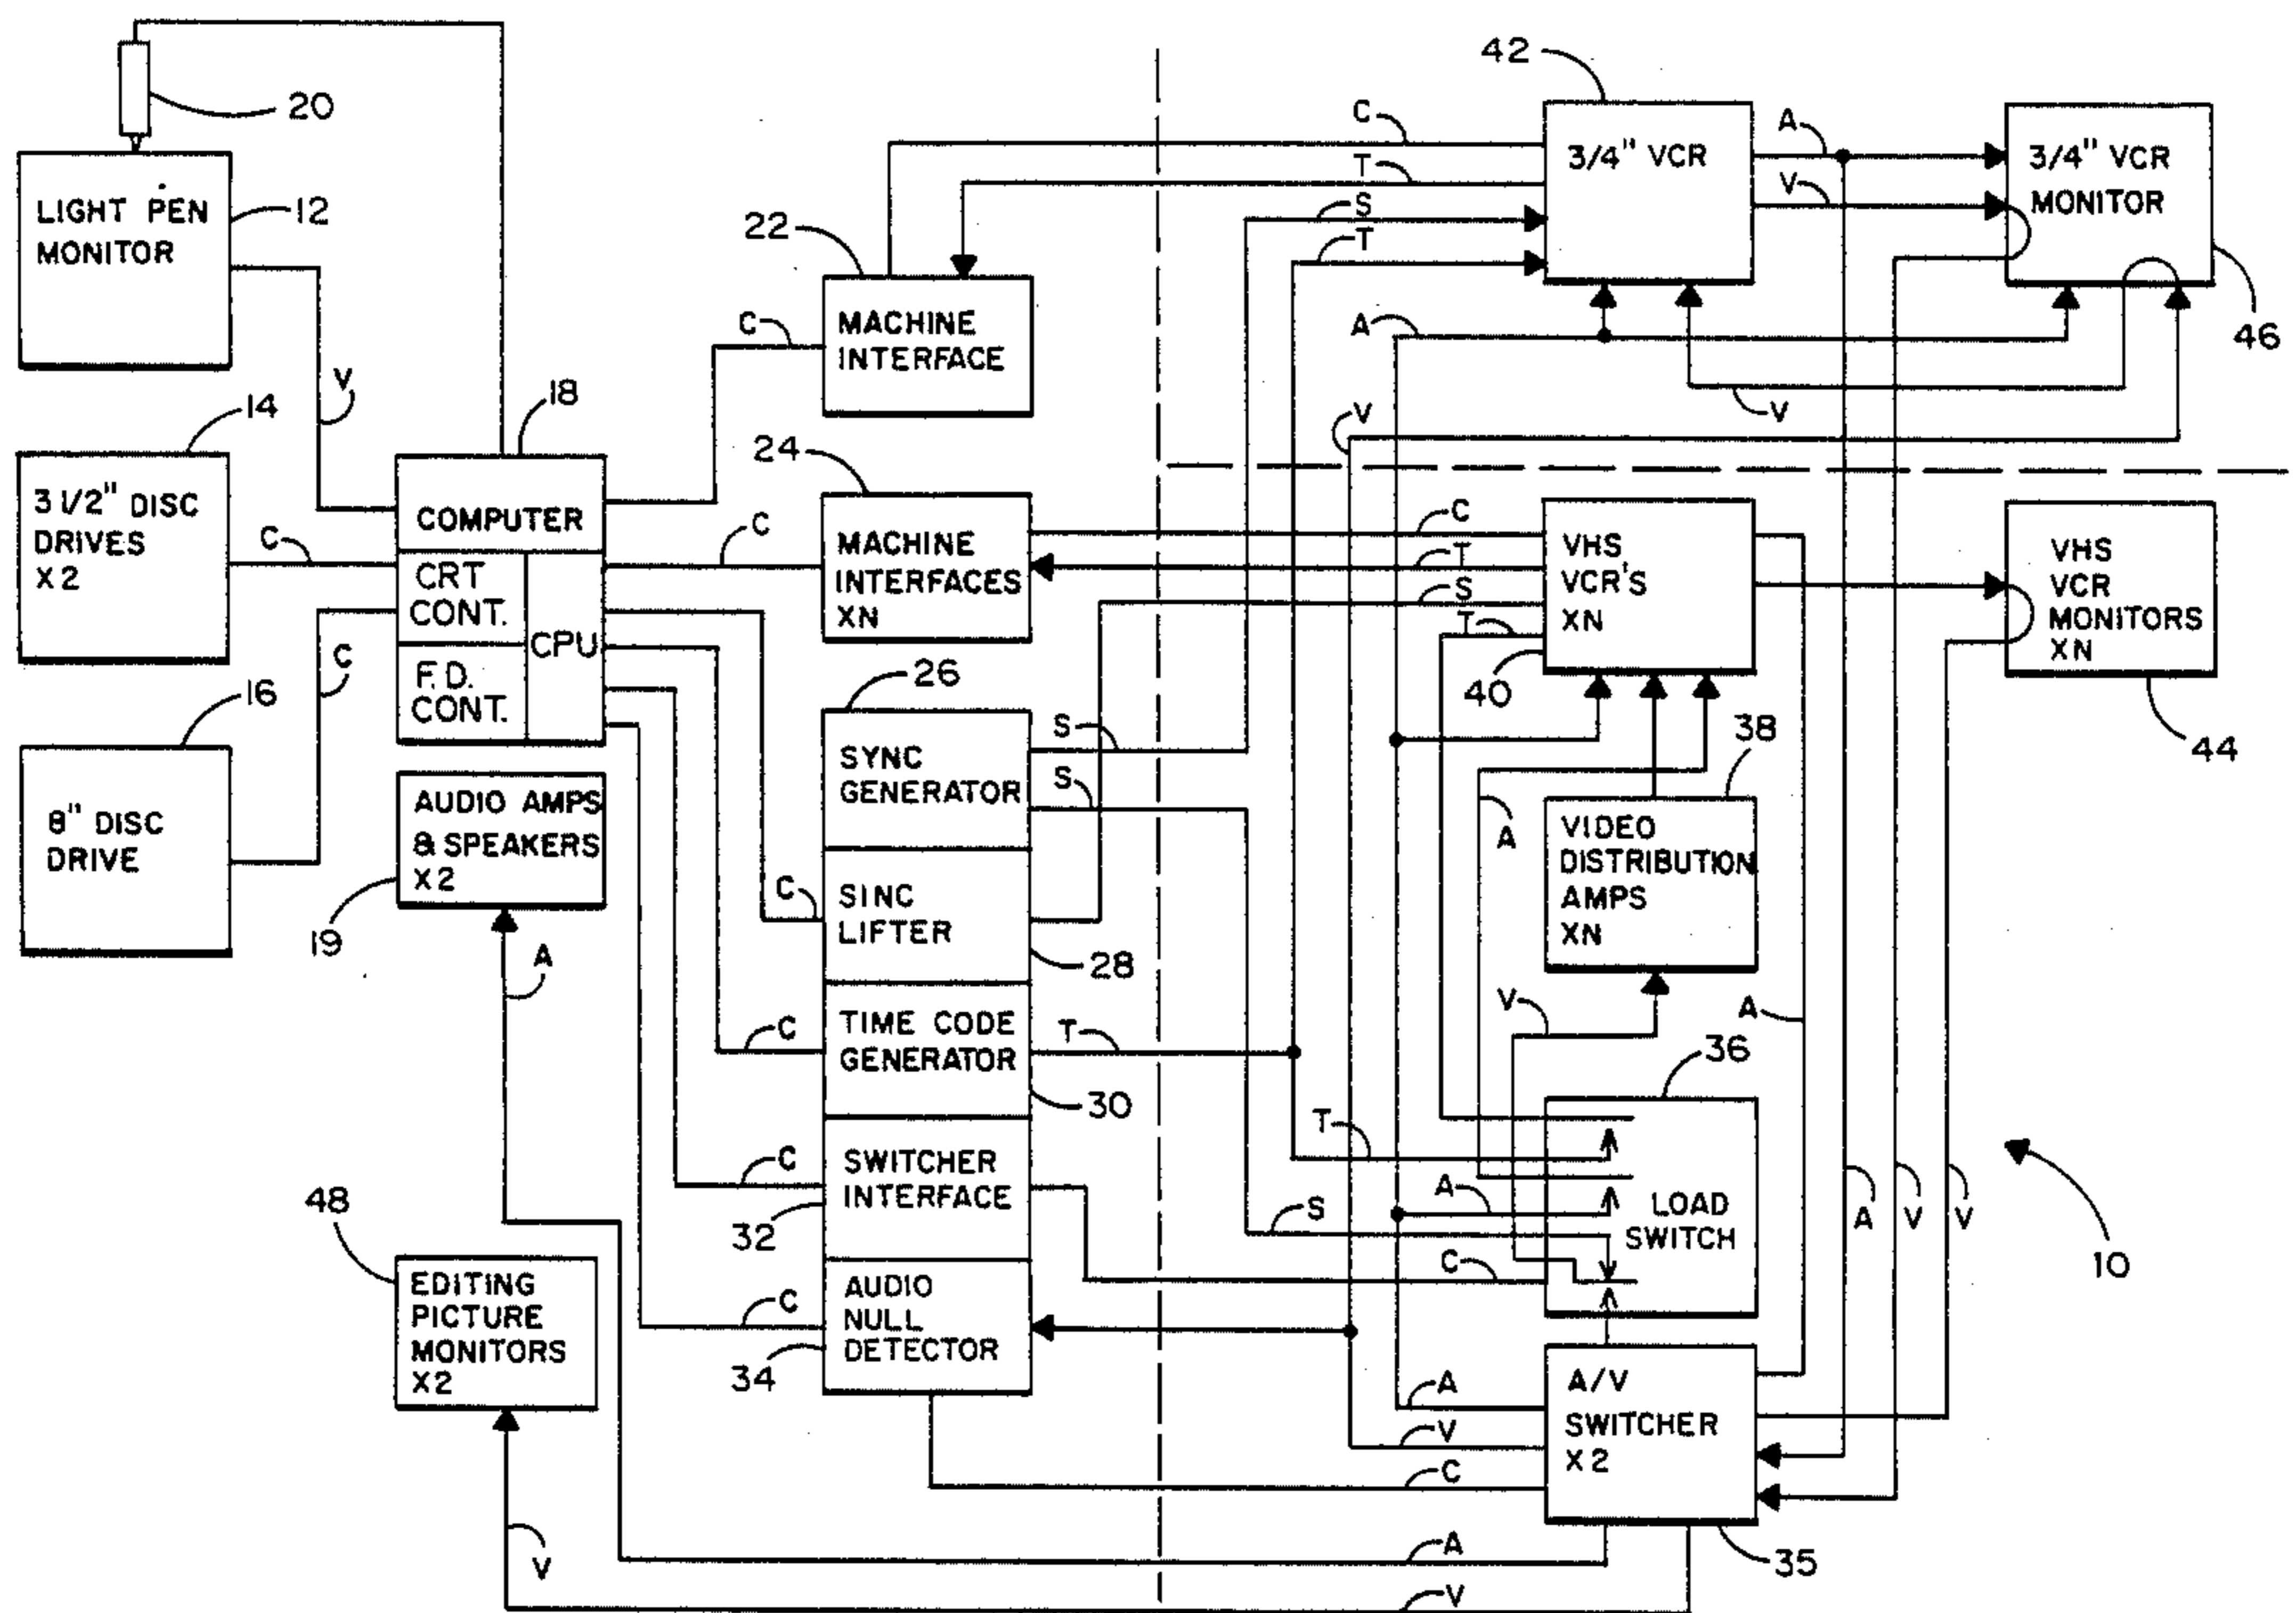 20
LIGHT PEN
MONITOR
12
V
14
3 1/2" DISC
DRIVES
X2
C
16
8" DISC
DRIVE
C
18
COMPUTER
CRT
CONT.
CPU
F.D.
CONT.
AUDIO AMPS
& SPEAKERS
X2
19
A
48
EDITING
PICTURE
MONITORS
X2
V
22
MACHINE
INTERFACE
C
24
MACHINE
INTERFACES
XN
C
26
SYNC
GENERATOR
S
S
SINC
LIFTER
C
28
TIME CODE
GENERATOR
C
T
30
SWITCHER
INTERFACE
C
32
AUDIO
NULL
DETECTOR
C
34
C
T
S
T
A
V
V
42
3/4" VCR
A
V
3/4" VCR
MONITOR
46
C
T
S
T
VHS
VCR'S
XN
40
VHS
VCR
MONITORS
XN
44
38
VIDEO
DISTRIBUTION
AMPS
XN
A
V
A
36
LOAD
SWITCH
T
A
S
C
A
V
V
10
A/V
SWITCHER
X2
A
V
C
35
A
V